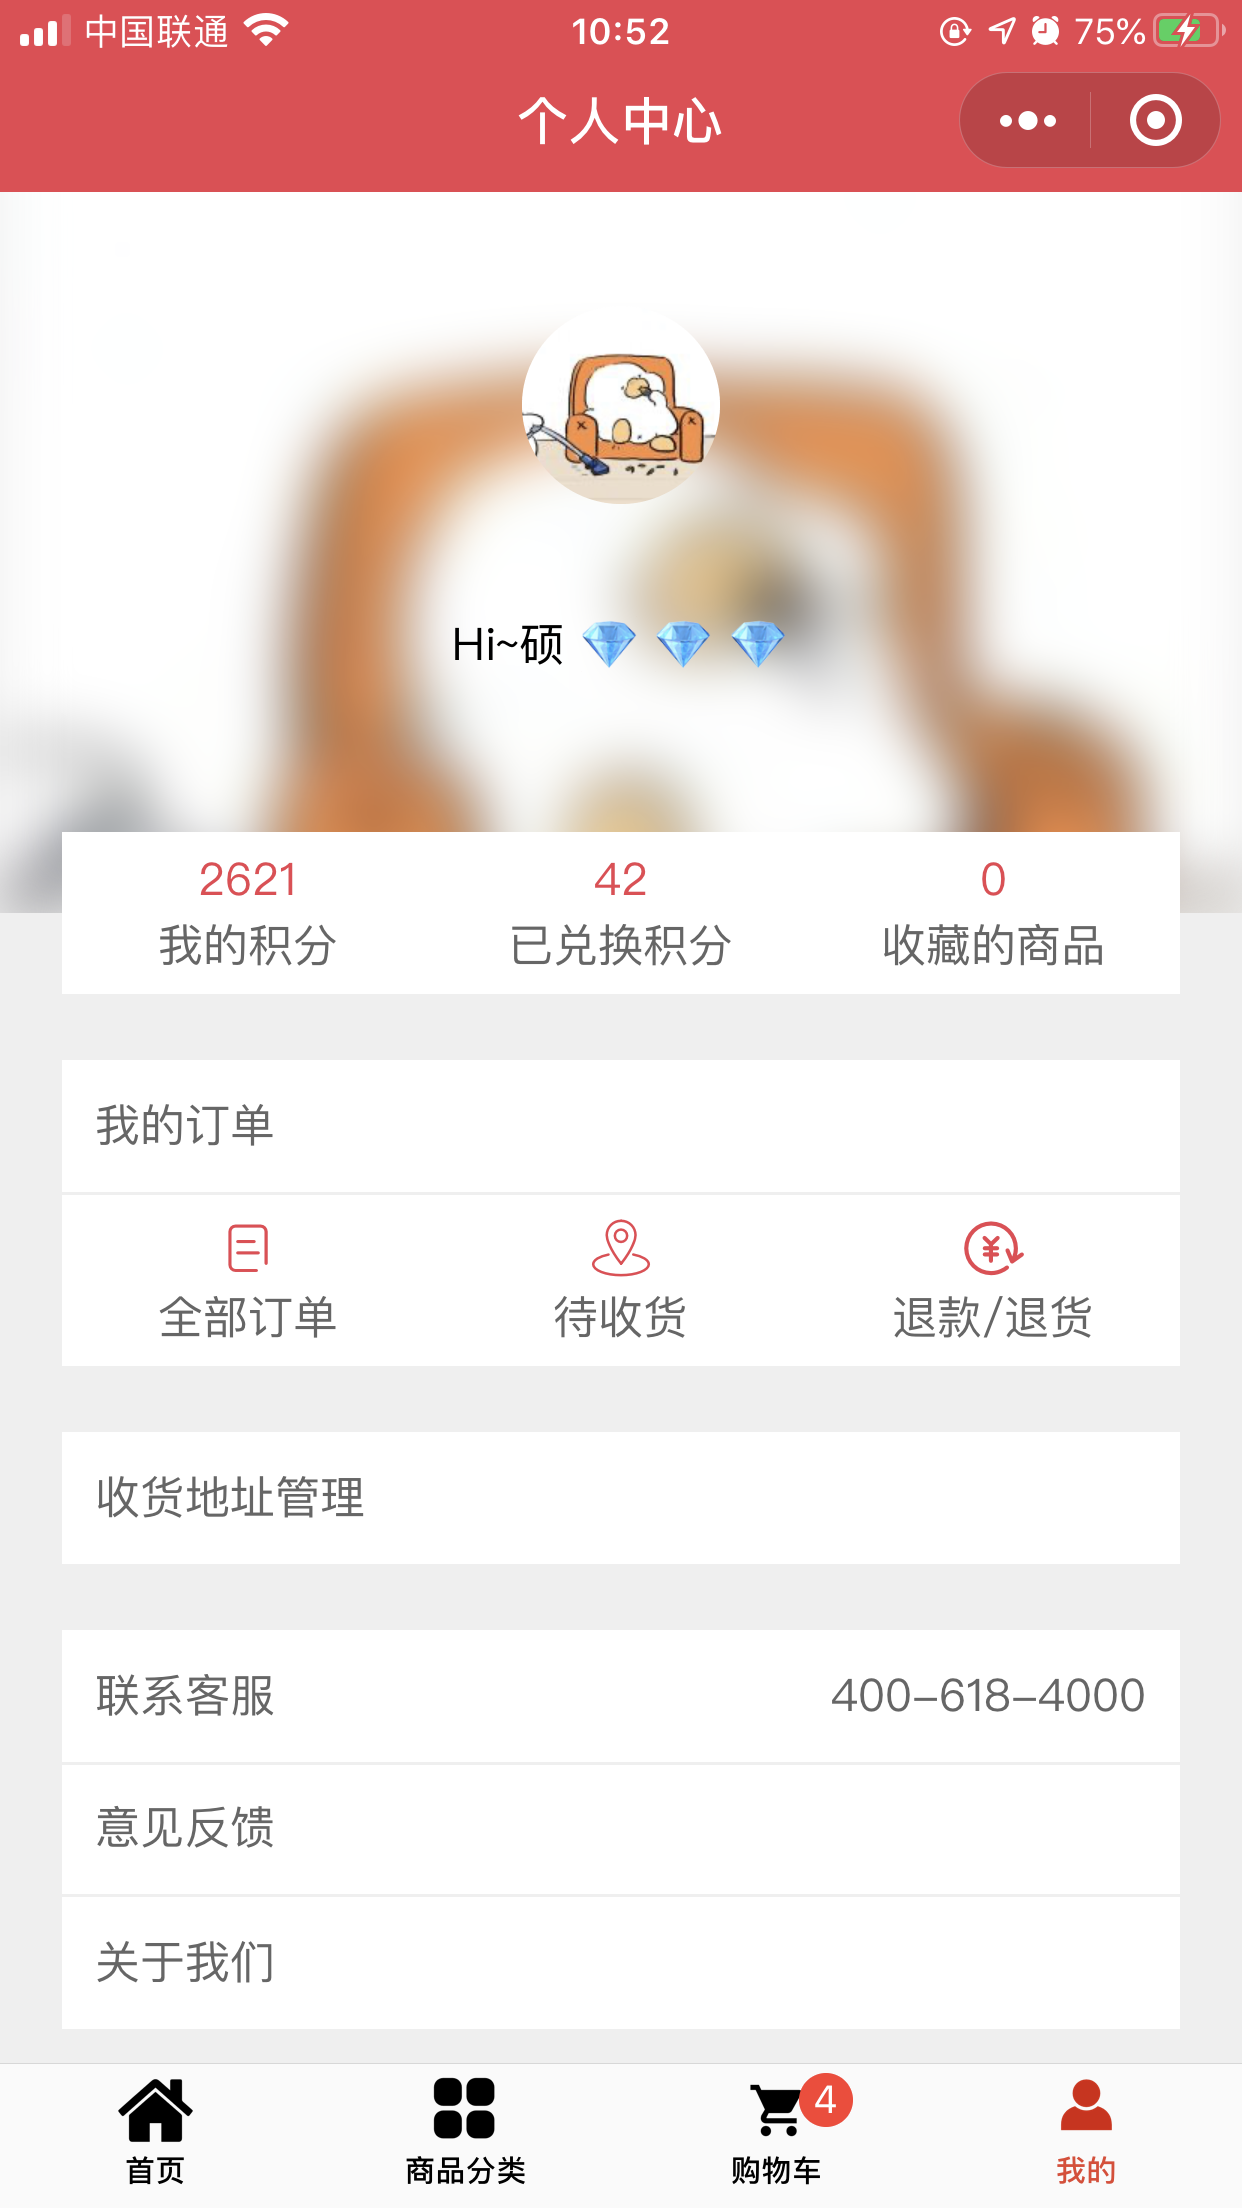 中国联通 10:52 75%
个人中心
Hi~硕 💎 💎 💎
2621 42 0
我的积分 已兑换积分 收藏的商品
我的订单
全部订单 待收货 退款/退货
收货地址管理
联系客服 400-618-4000
意见反馈
关于我们
4
首页 商品分类 购物车 我的